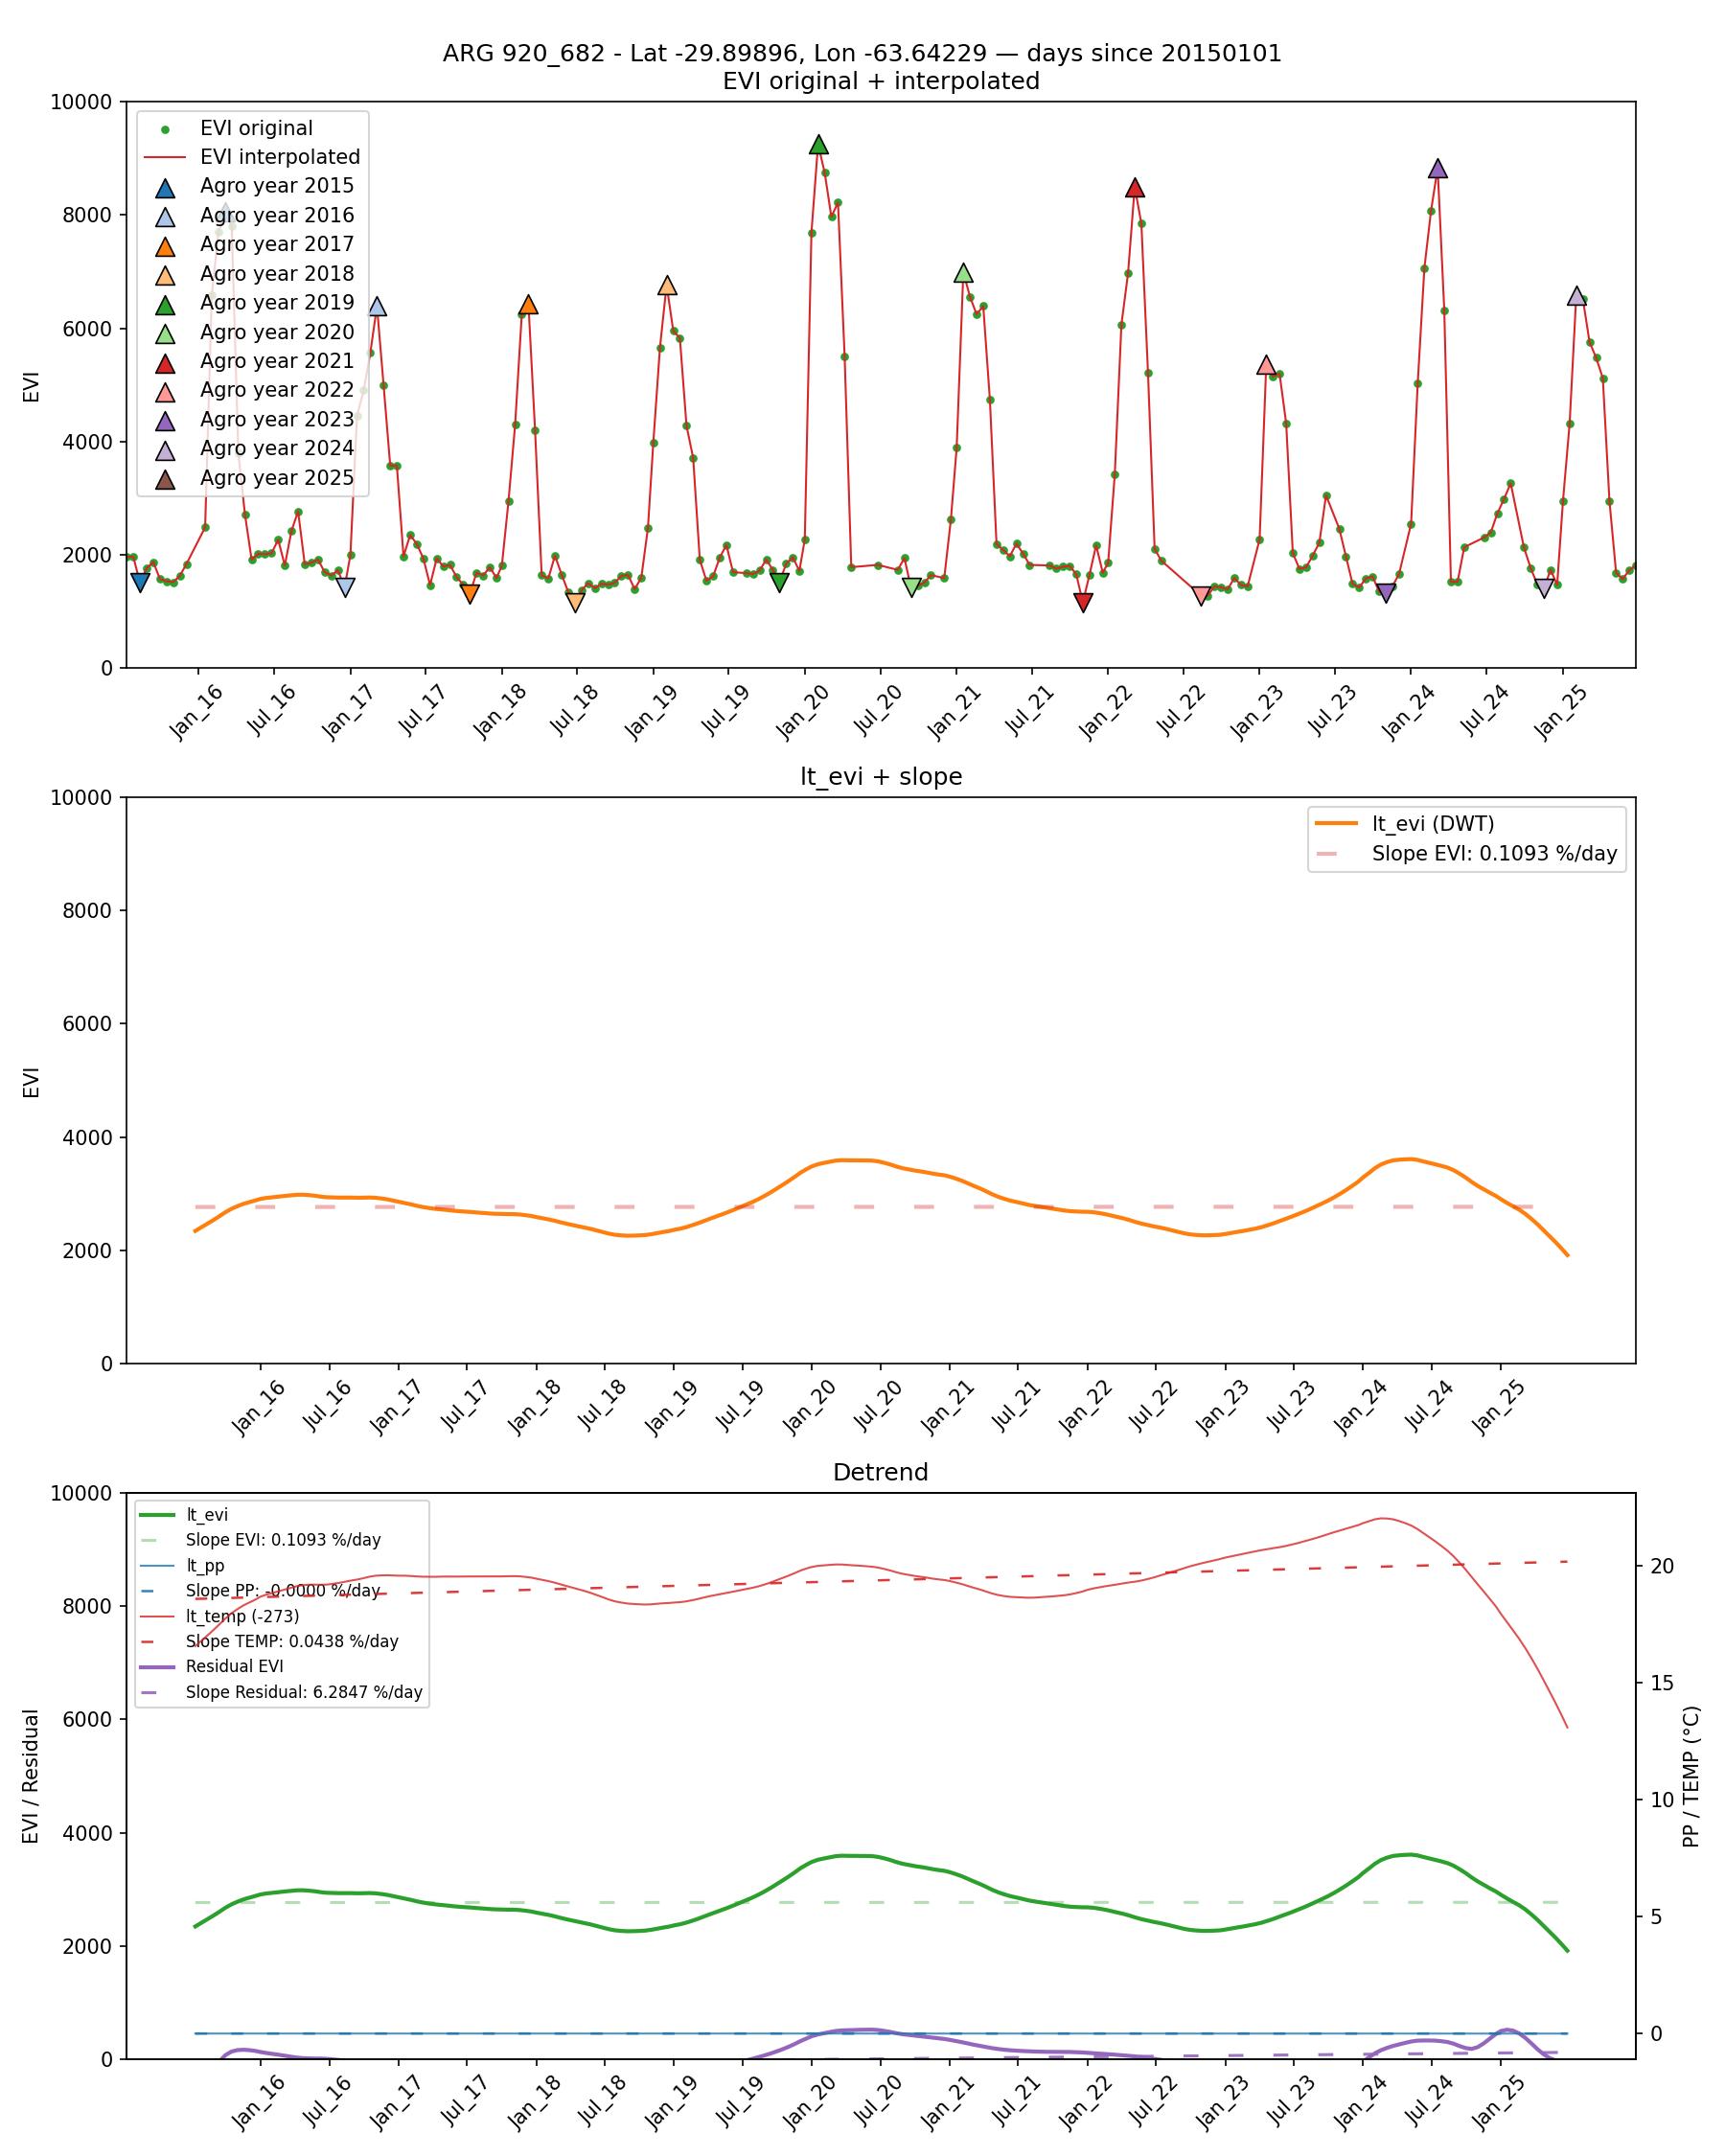 ARG 920_682 - Lat -29.89896, Lon -63.64229 — days since 20150101
EVI original + interpolated
10000
8000
6000
4000
2000
0
EVI
EVI original
EVI interpolated
Agro year 2015
Agro year 2016
Agro year 2017
Agro year 2018
Agro year 2019
Agro year 2020
Agro year 2021
Agro year 2022
Agro year 2023
Agro year 2024
Agro year 2025
Jan_16 Jul_16 Jan_17 Jul_17 Jan_18 Jul_18 Jan_19 Jul_19 Jan_20 Jul_20 Jan_21 Jul_21 Jan_22 Jul_22 Jan_23 Jul_23 Jan_24 Jul_24 Jan_25
lt_evi + slope
10000
8000
6000
4000
2000
0
EVI
lt_evi (DWT)
Slope EVI: 0.1093 %/day
Jan_16 Jul_16 Jan_17 Jul_17 Jan_18 Jul_18 Jan_19 Jul_19 Jan_20 Jul_20 Jan_21 Jul_21 Jan_22 Jul_22 Jan_23 Jul_23 Jan_24 Jul_24 Jan_25
Detrend
10000
8000
6000
4000
2000
0
EVI / Residual
lt_evi
Slope EVI: 0.1093 %/day
lt_pp
Slope PP: -0.0000 %/day
lt_temp (-273)
Slope TEMP: 0.0438 %/day
Residual EVI
Slope Residual: 6.2847 %/day
20
15
10
5
0
PP / TEMP (°C)
Jan_16 Jul_16 Jan_17 Jul_17 Jan_18 Jul_18 Jan_19 Jul_19 Jan_20 Jul_20 Jan_21 Jul_21 Jan_22 Jul_22 Jan_23 Jul_23 Jan_24 Jul_24 Jan_25